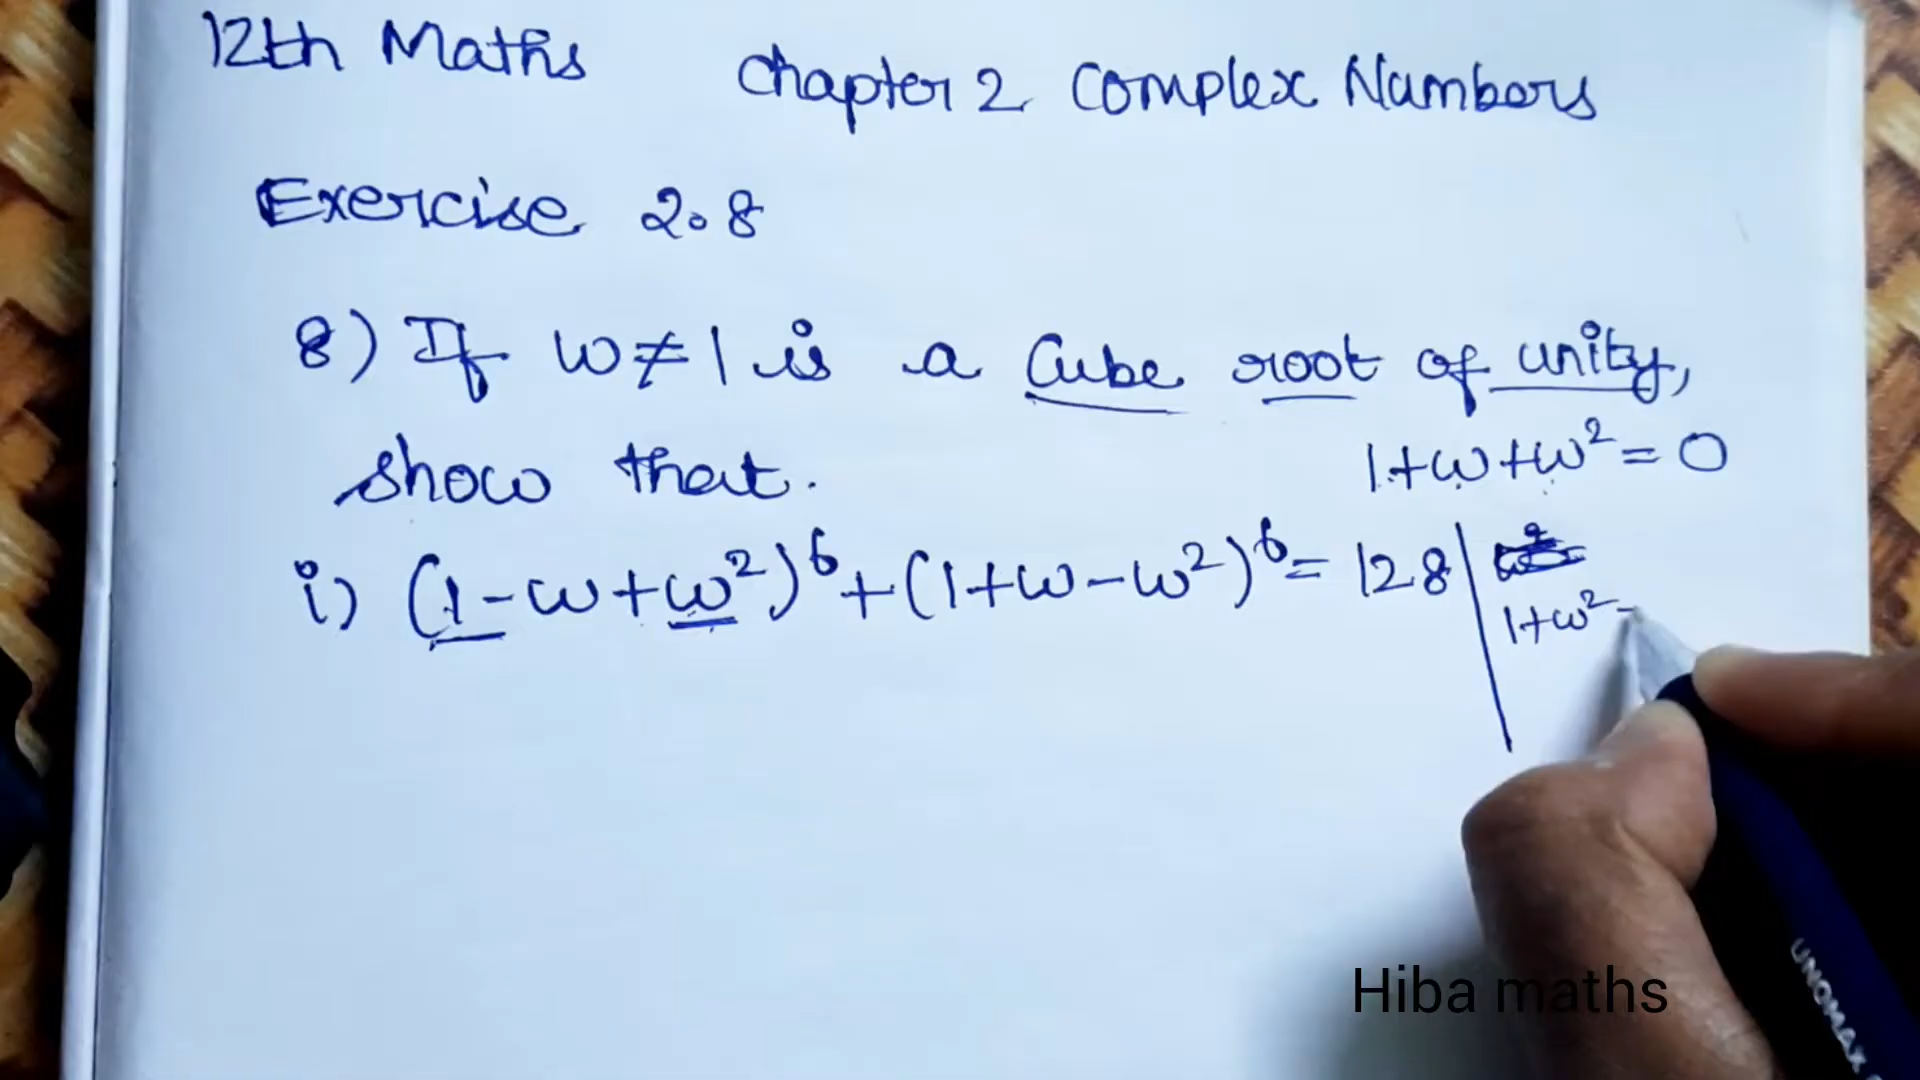 12th Maths Chapter 2 Complex Numbers
Exercise 2.8
8) If ω≠1 is a Cube root of unity,
show that.
1+ω+ω²=0
i) (1-ω+ω²)⁶+(1+ω-ω²)⁶=128
1+ω²-
Hiba maths
UNOMAX